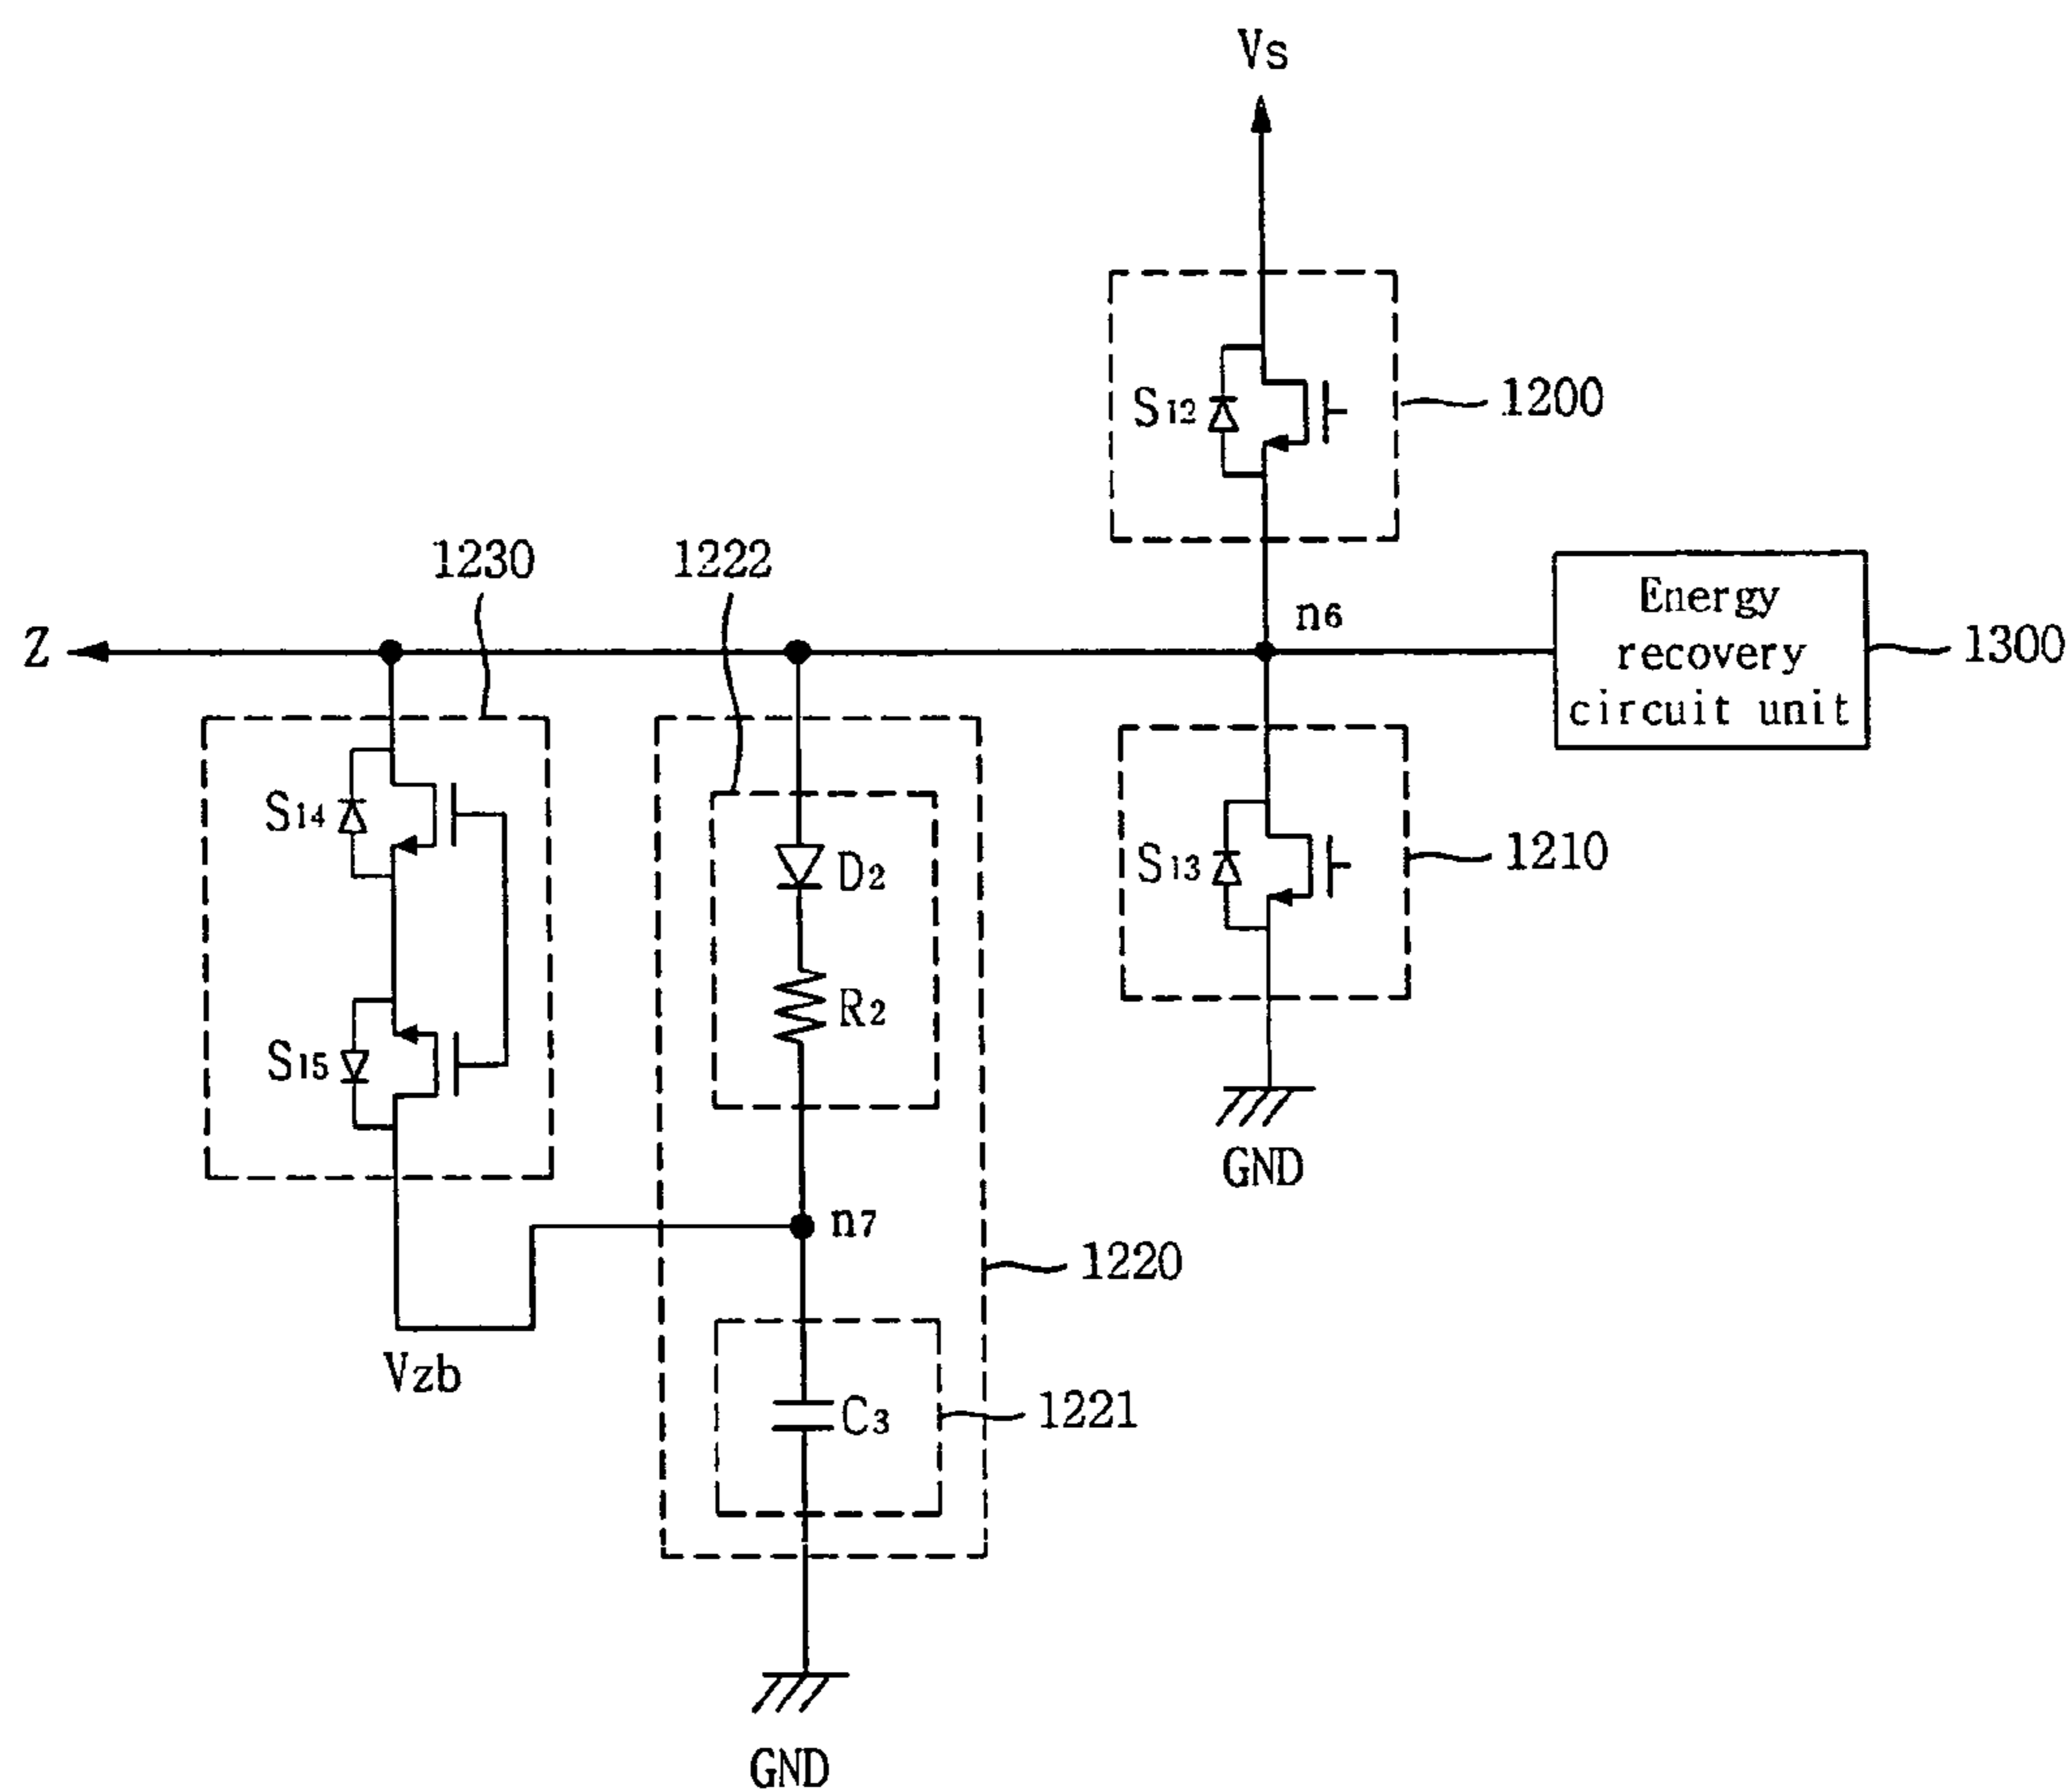 Vs
S12
1200
1230
1222
n6
Z
Energy
recovery
circuit unit
1300
S14
D2
S13
1210
R2
S15
GND
n7
1220
Vzb
C3
1221
GND